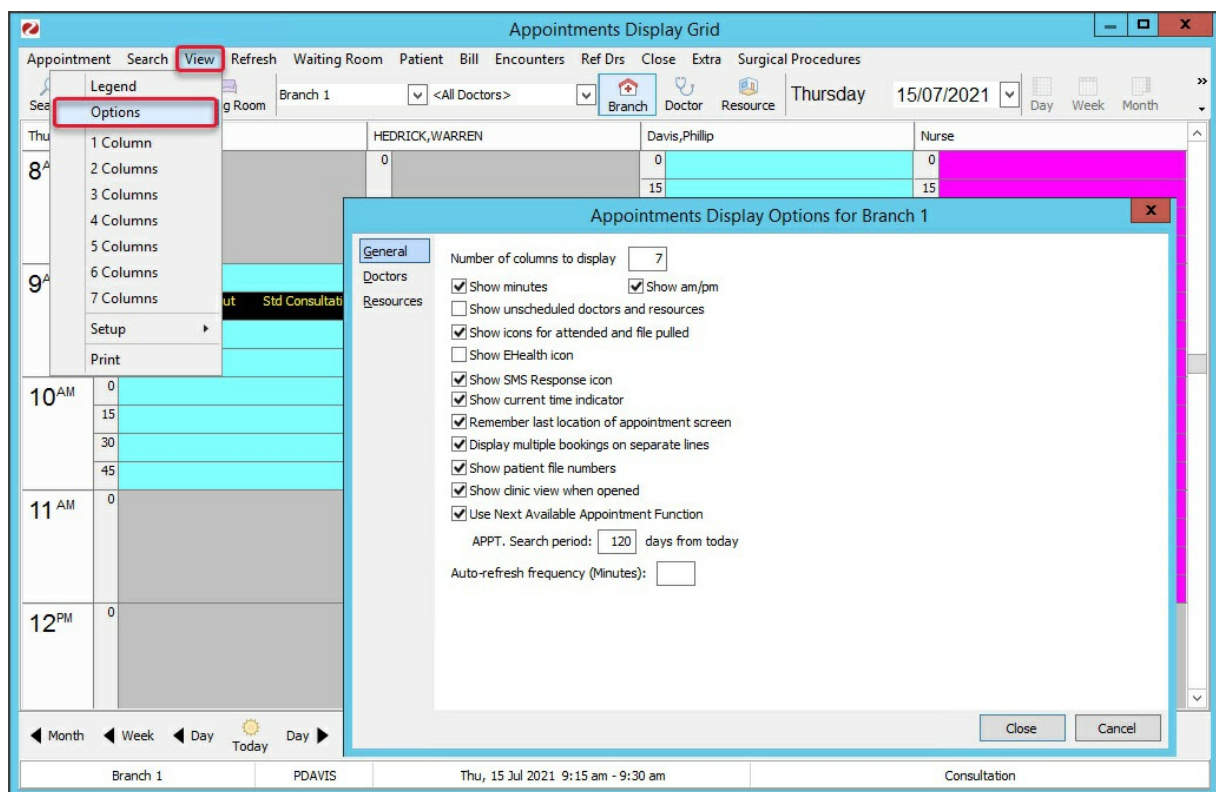 Appointments Display Grid
Appointment Search View Refresh Waiting Room Patient Bill Encounters Ref Drs Close Extra Surgical Procedures
Legend
Options
1 Column
2 Columns
3 Columns
4 Columns
5 Columns
6 Columns
7 Columns
Setup
Print
g Room Branch 1 <All Doctors> Branch Doctor Resource Thursday 15/07/2021 Day Week Month
HEDRICK,WARREN Davis,Phillip Nurse
0 0 0
15 15
ut Std Consultati
10 AM 0
15
30
45
11 AM 0
12 PM 0
Appointments Display Options for Branch 1
General
Doctors
Resources
Number of columns to display 7
Show minutes Show am/pm
Show unscheduled doctors and resources
Show icons for attended and file pulled
Show EHealth icon
Show SMS Response icon
Show current time indicator
Remember last location of appointment screen
Display multiple bookings on separate lines
Show patient file numbers
Show clinic view when opened
Use Next Available Appointment Function
APPT. Search period: 120 days from today
Auto-refresh frequency (Minutes):
Close Cancel
Month Week Day Today Day
Branch 1 PDAVIS Thu, 15 Jul 2021 9:15 am - 9:30 am Consultation